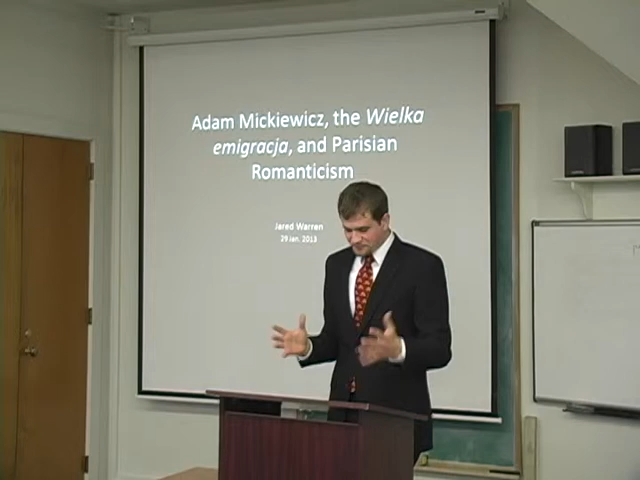 Adam Mickiewicz, the Wielka
emigracja, and Parisian
Romanticism
Jared Warren
29 Jan. 2013